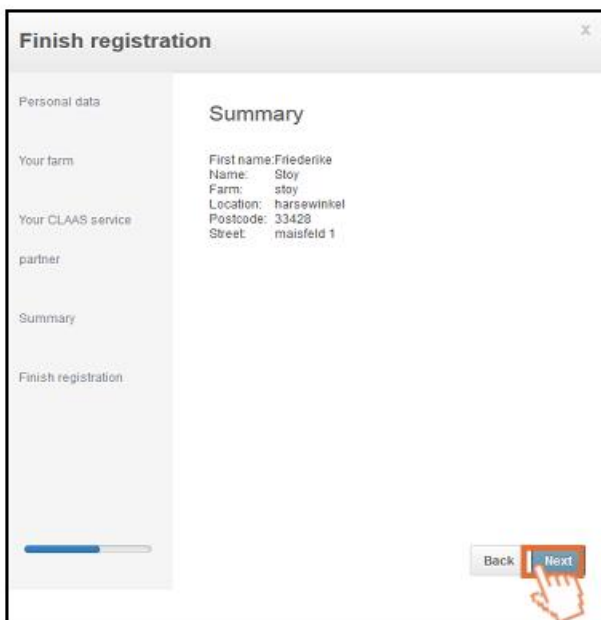 Finish registration
x
Personal data
Your farm
Your CLAAS service
partner
Summary
Finish registration
Summary
First name:Friederike
Name: Stoy
Farm: stoy
Location: harsewinkel
Postcode: 33428
Street: maisfeld 1
Back Next